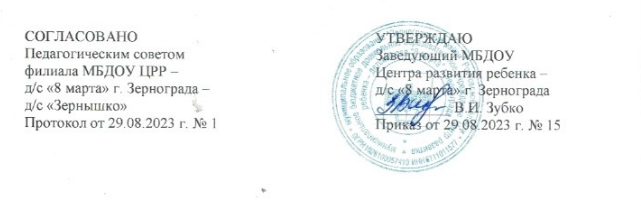 СОГЛАСОВАНО
Педагогическим советом
филиала МБДОУ ЦРР –
д/с «8 марта» г. Зернограда –
д/с «Зернышко»
Протокол от 29.08.2023 г. № 1
УТВЕРЖДАЮ
Заведующий МБДОУ
Центра развития ребенка –
д/с «8 марта» г. Зернограда
В.И. Зубко
Приказ от 29.08.2023 г. № 15